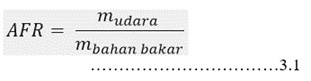 AFR = m_udara / m_bahan bakar
……………………………3.1